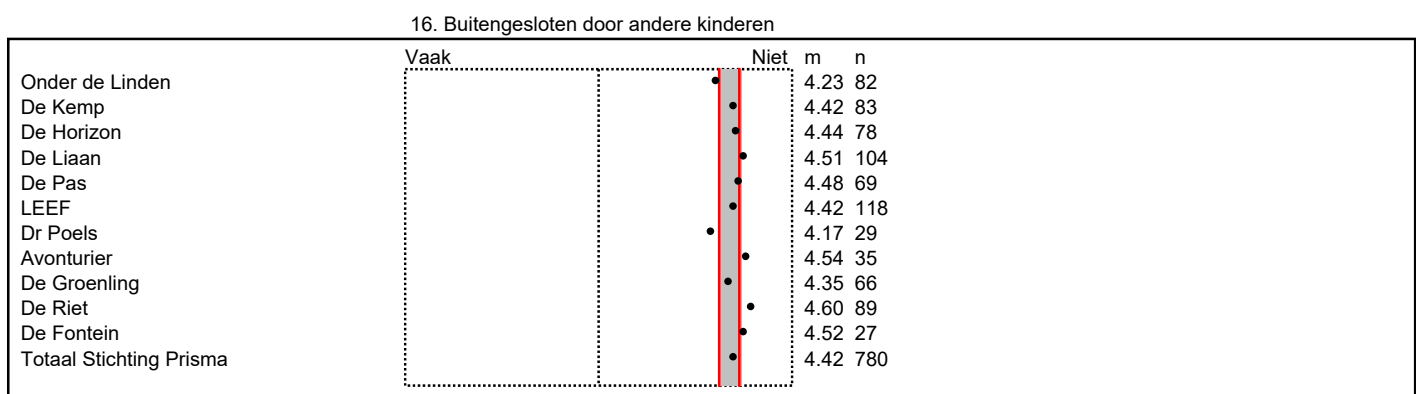 16. Buitengesloten door andere kinderen
Vaak Niet m n
Onder de Linden 4.23 82
De Kemp 4.42 83
De Horizon 4.44 78
De Liaan 4.51 104
De Pas 4.48 69
LEEF 4.42 118
Dr Poels 4.17 29
Avonturier 4.54 35
De Groenling 4.35 66
De Riet 4.60 89
De Fontein 4.52 27
Totaal Stichting Prisma 4.42 780